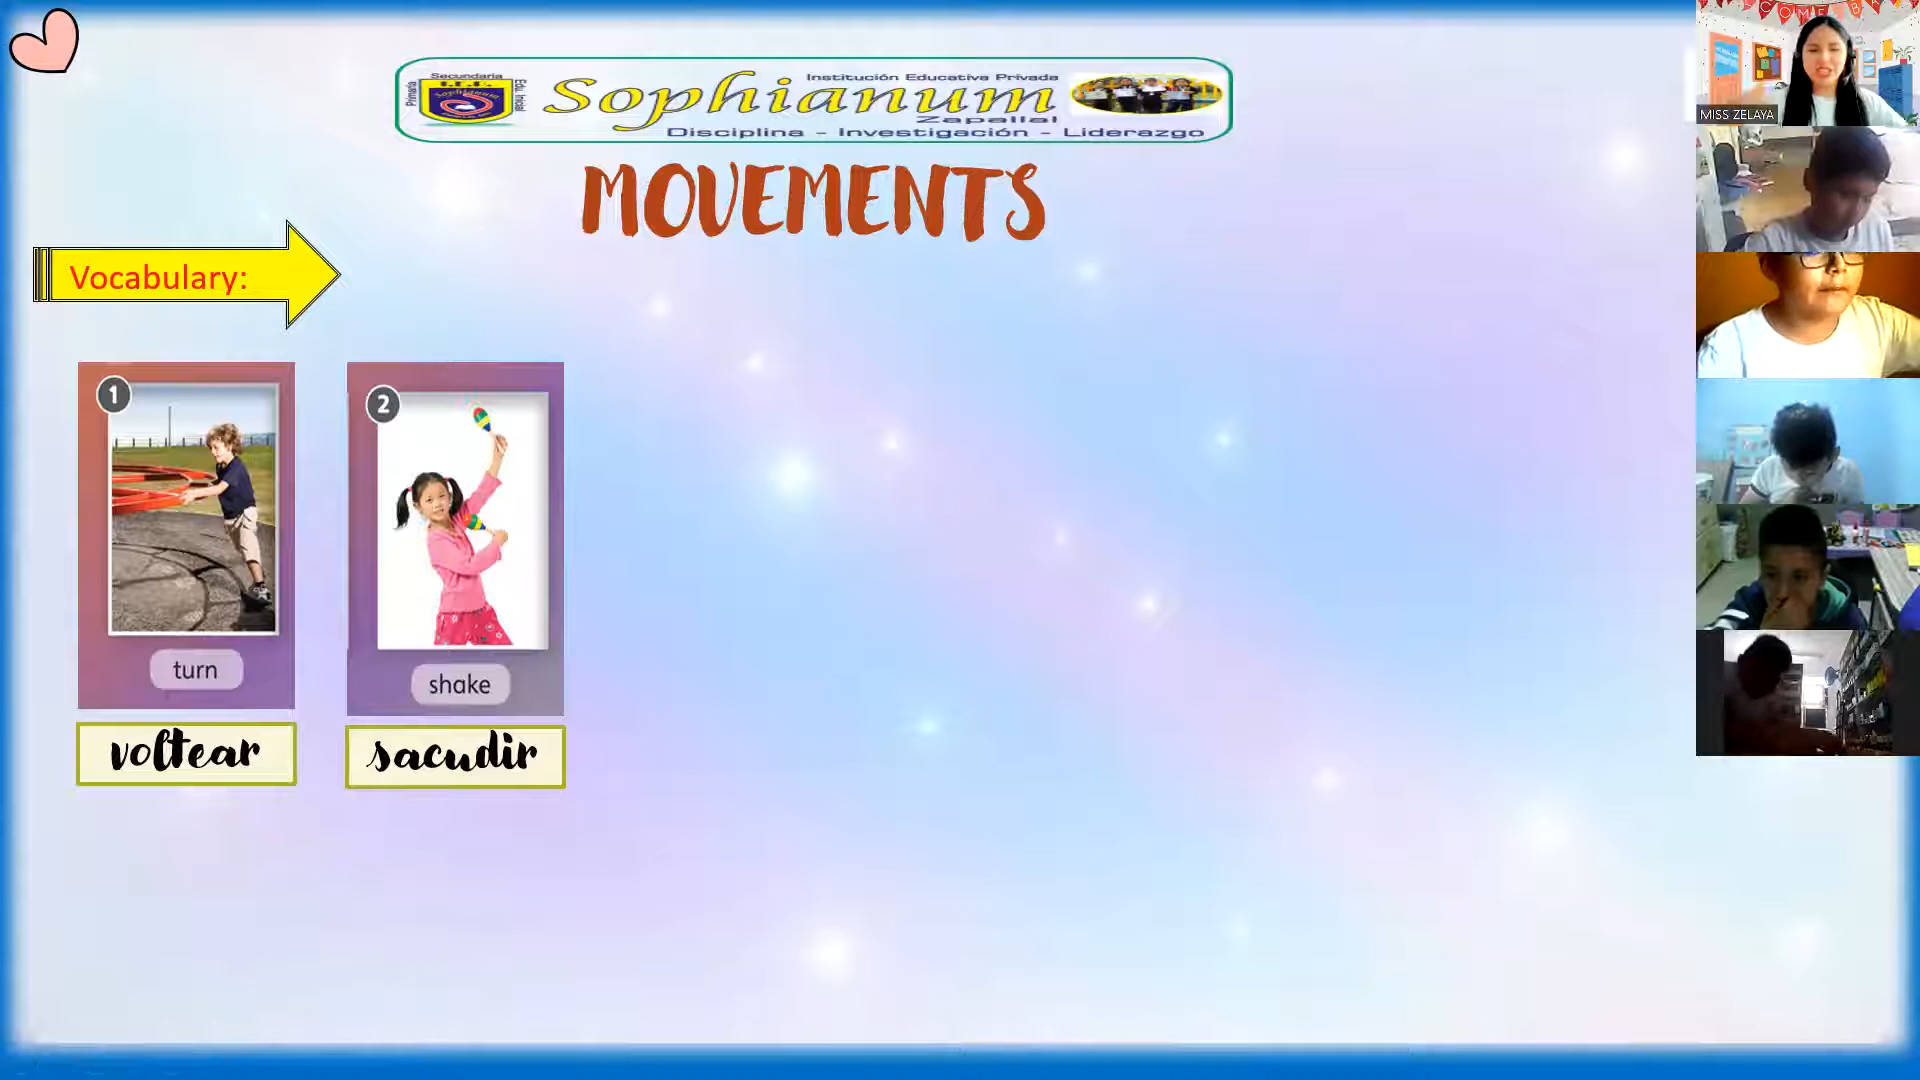 Secundaria
Primaria
Edu. Inicial
I.E.P.
Sophianum
Institución Educativa Privada
Sophianum
Zapallal
Disciplina - Investigación - Liderazgo
MOVEMENTS
Vocabulary:
1
2
turn
shake
voltear
sacudir
MISS ZELAYA